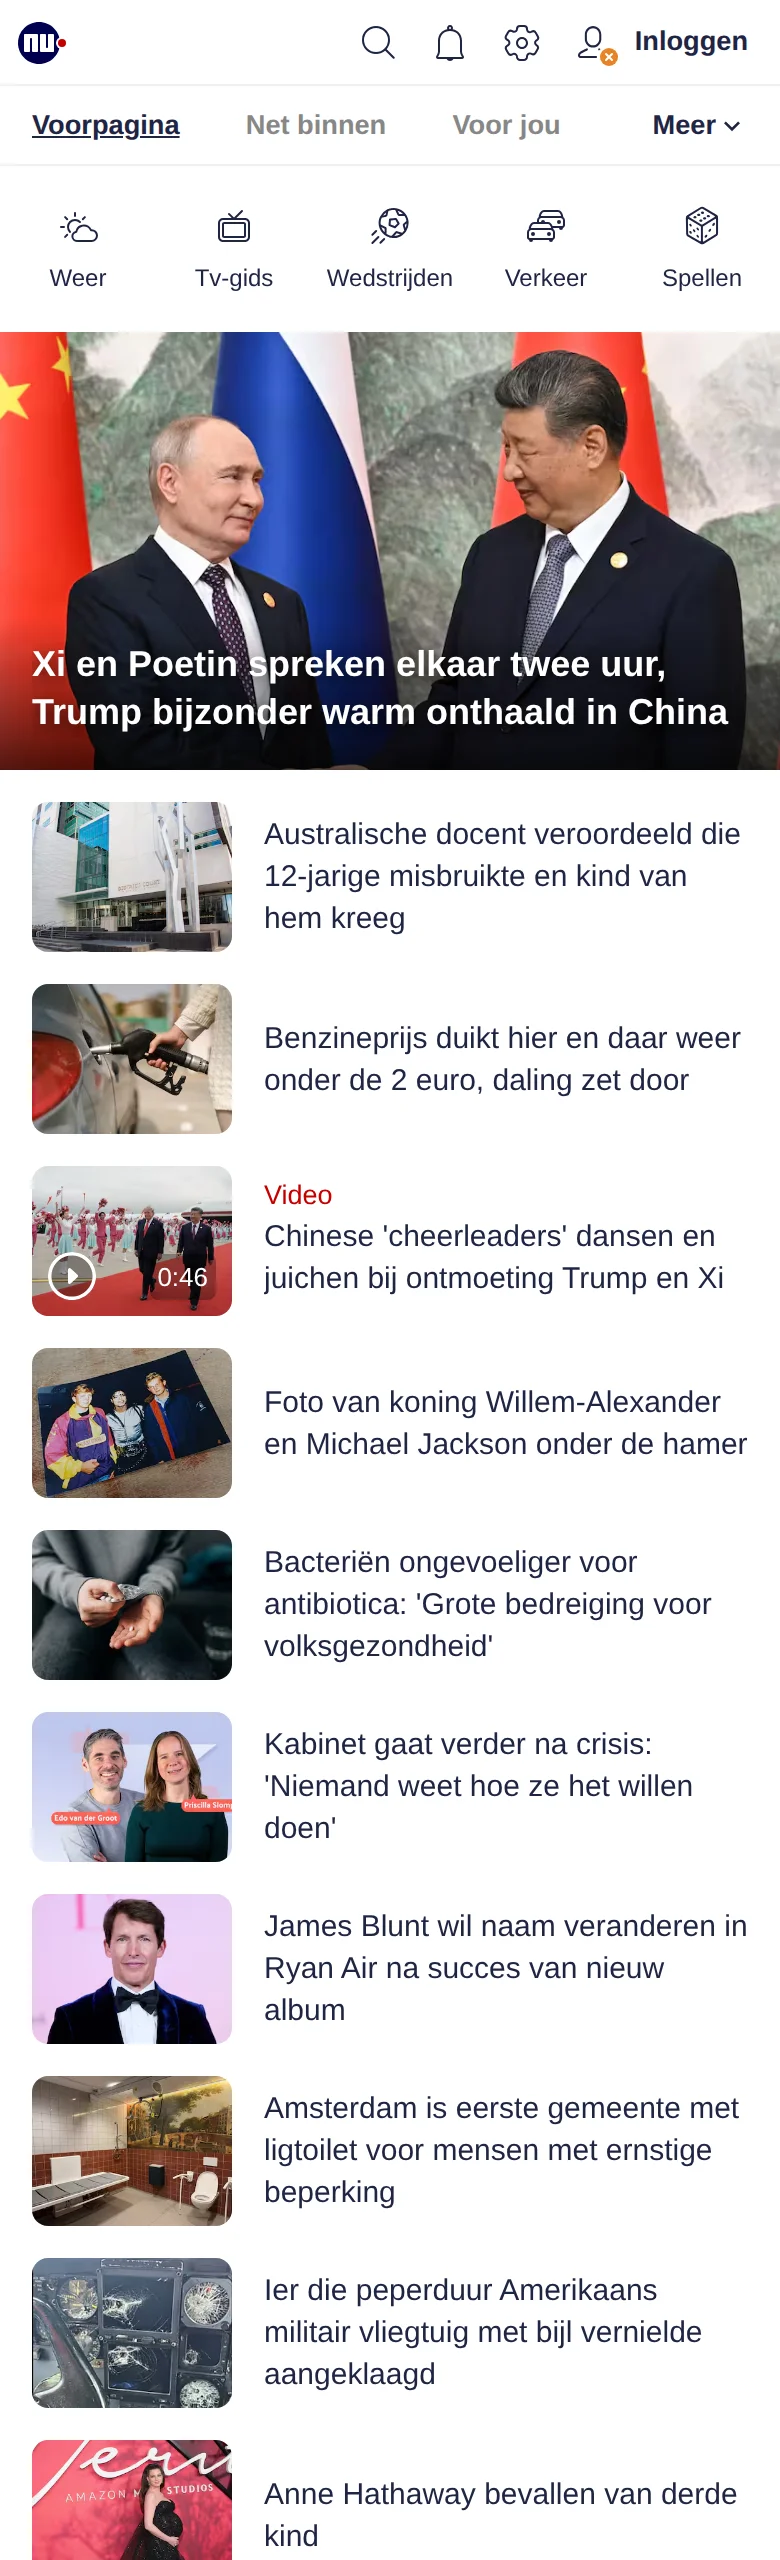 nu
Inloggen
Voorpagina Net binnen Voor jou Meer
Weer Tv-gids Wedstrijden Verkeer Spellen
Xi en Poetin spreken elkaar twee uur,
Trump bijzonder warm onthaald in China
DISTRICT COURT
Australische docent veroordeeld die
12-jarige misbruikte en kind van
hem kreeg
Benzineprijs duikt hier en daar weer
onder de 2 euro, daling zet door
Video
Chinese 'cheerleaders' dansen en
juichen bij ontmoeting Trump en Xi
0:46
Foto van koning Willem-Alexander
en Michael Jackson onder de hamer
Bacteriën ongevoeliger voor
antibiotica: 'Grote bedreiging voor
volksgezondheid'
Kabinet gaat verder na crisis:
'Niemand weet hoe ze het willen
doen'
Edo van der Groot
Priscilla Slomp
James Blunt wil naam veranderen in
Ryan Air na succes van nieuw
album
Amsterdam is eerste gemeente met
ligtoilet voor mensen met ernstige
beperking
Ier die peperduur Amerikaans
militair vliegtuig met bijl vernielde
aangeklaagd
AMAZON M STUDIOS
Anne Hathaway bevallen van derde
kind